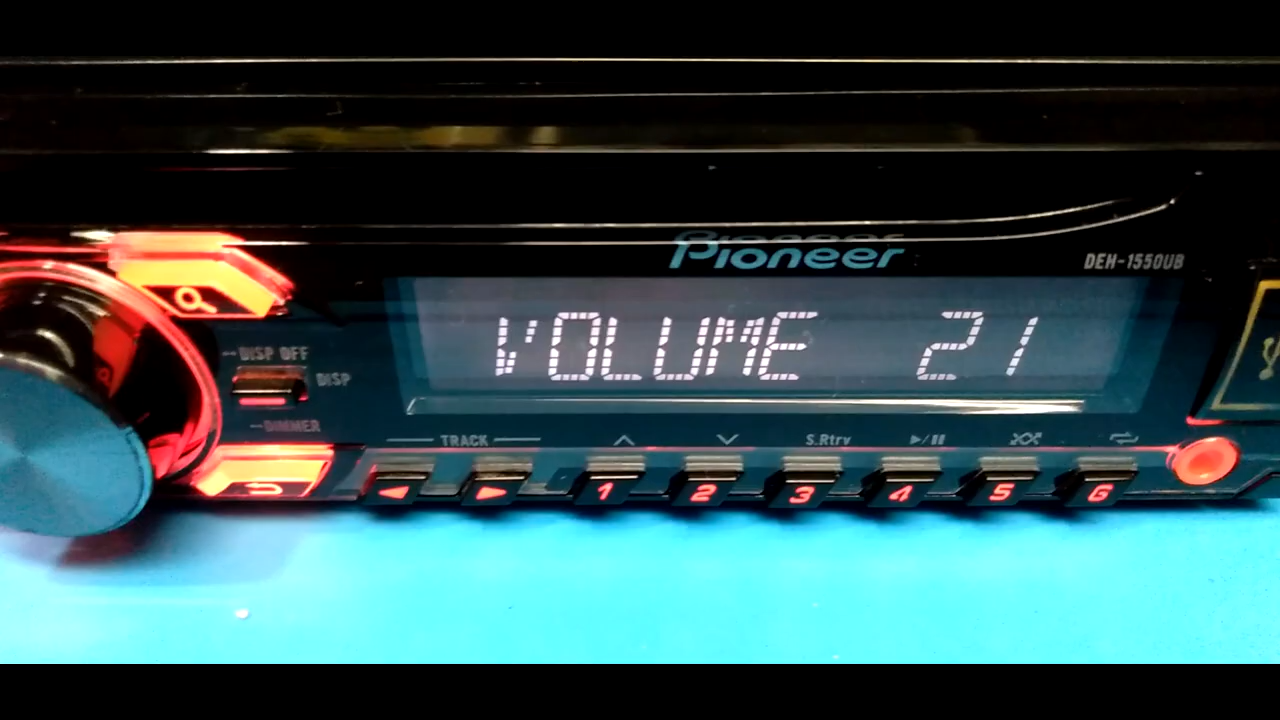 Pioneer
DEH-1550UB
DISP OFF
DISP
DIMMER
VOLUME 21
TRACK
S.Rtrv
1 2 3 4 5 6